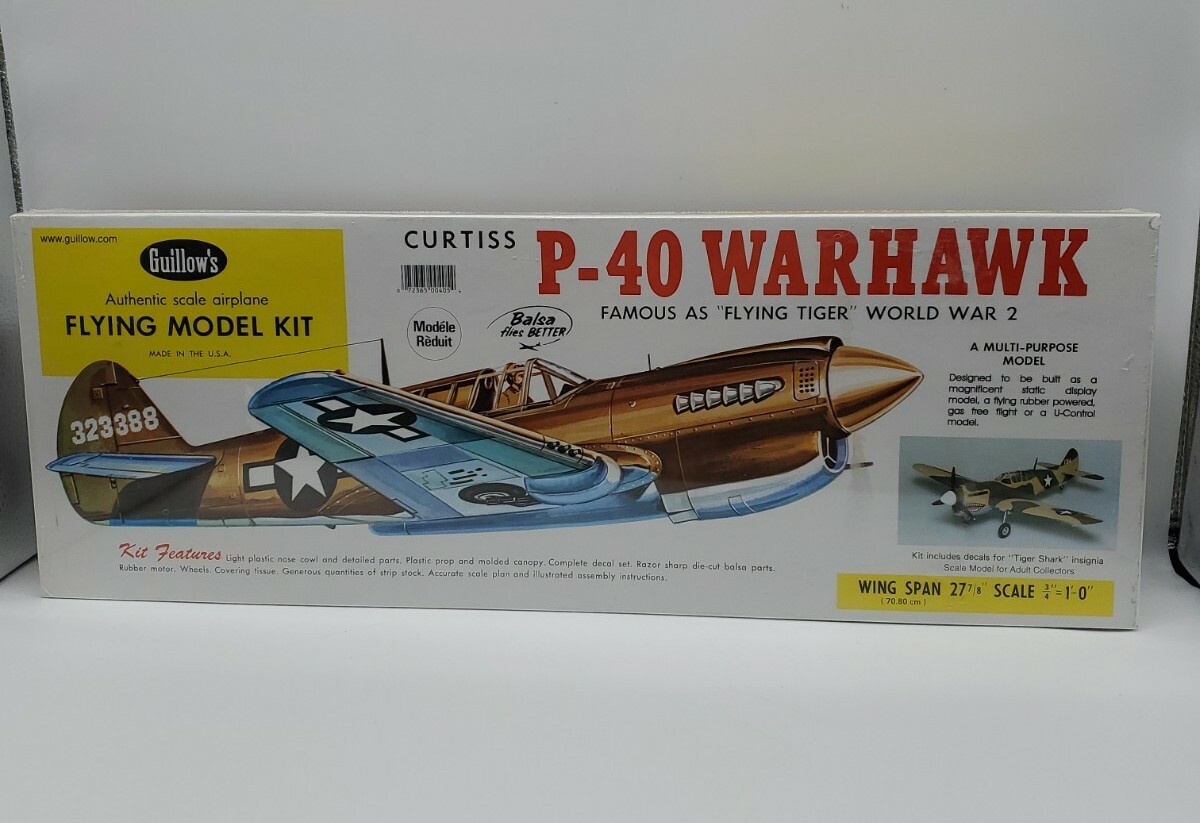 www.guillow.com
Guillow's
Authentic scale airplane
FLYING MODEL KIT
MADE IN THE U.S.A.
CURTISS
P-40 WARHAWK
FAMOUS AS "FLYING TIGER" WORLD WAR 2
Modéle
Rèduit
Balsa
flies BETTER
A MULTI-PURPOSE
MODEL
Designed to be built as a
magnificent static display
model, a flying rubber powered,
gas free flight or a U-Control
model.
323388
Kit Features Light plastic nose cowl and detailed parts. Plastic prop and molded canopy. Complete decal set. Razor sharp die-cut balsa parts.
Rubber motor. Wheels. Covering tissue. Generous quantities of strip stock. Accurate scale plan and illustrated assembly instructions.
Kit includes decals for "Tiger Shark" insignia
Scale Model for Adult Collectors
WING SPAN 27 7/8" SCALE 3/4"=1'-0"
(70.80 cm)